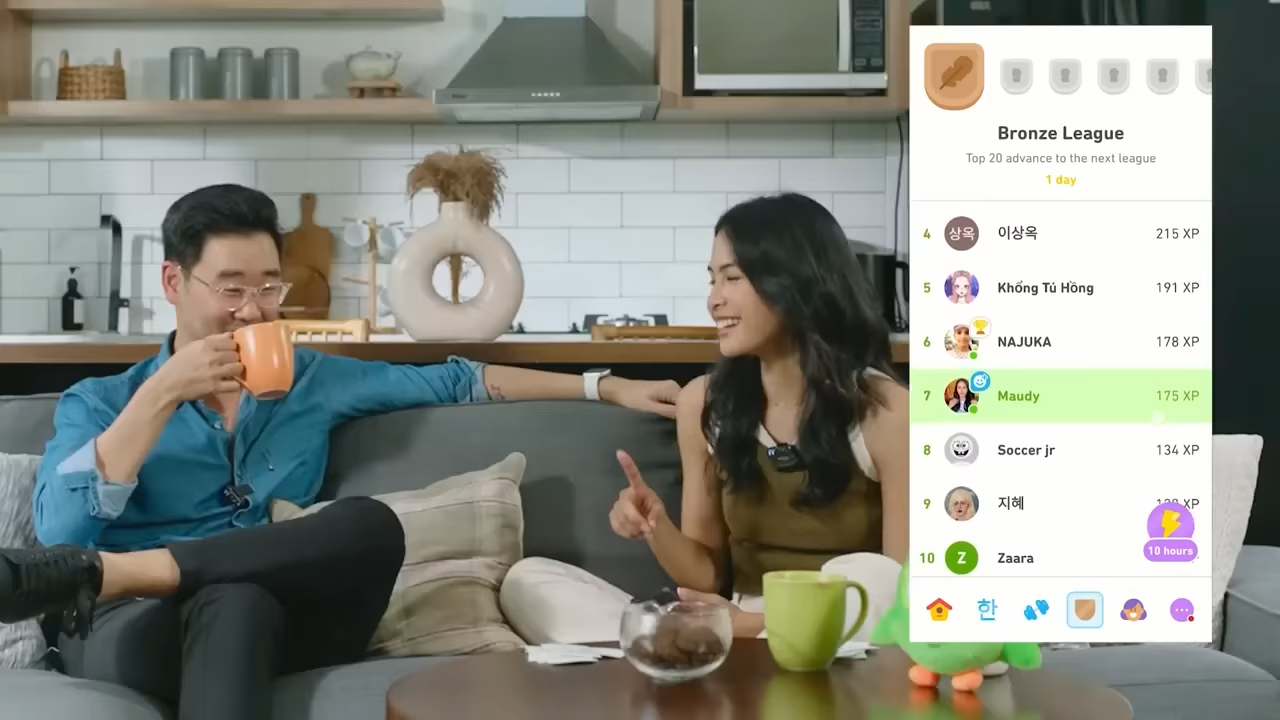 Bronze League
Top 20 advance to the next league
1 day
4 상옥 이상옥 215 XP
5 Khổng Tú Hồng 191 XP
6 NAJUKA 178 XP
7 Maudy 175 XP
8 Soccer jr 134 XP
9 지혜 XP
10 Z Zaara
10 hours
한